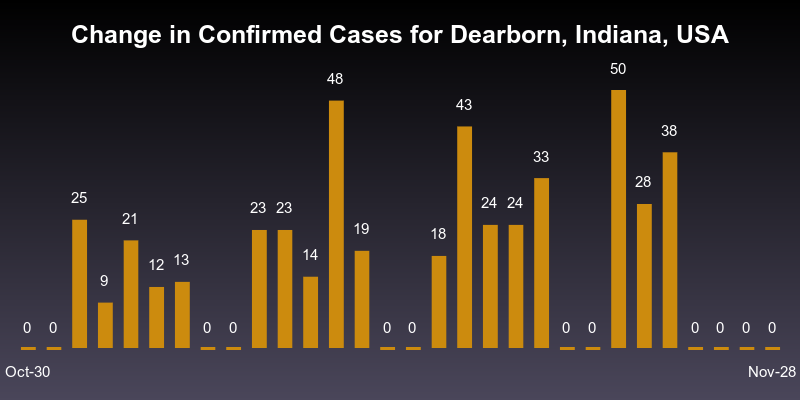 Change in Confirmed Cases for Dearborn, Indiana, USA
0 0 25 9 21 12 13 0 0 23 23 14 48 19 0 0 18 43 24 24 33 0 0 50 28 38 0 0 0 0
Oct-30 Nov-28